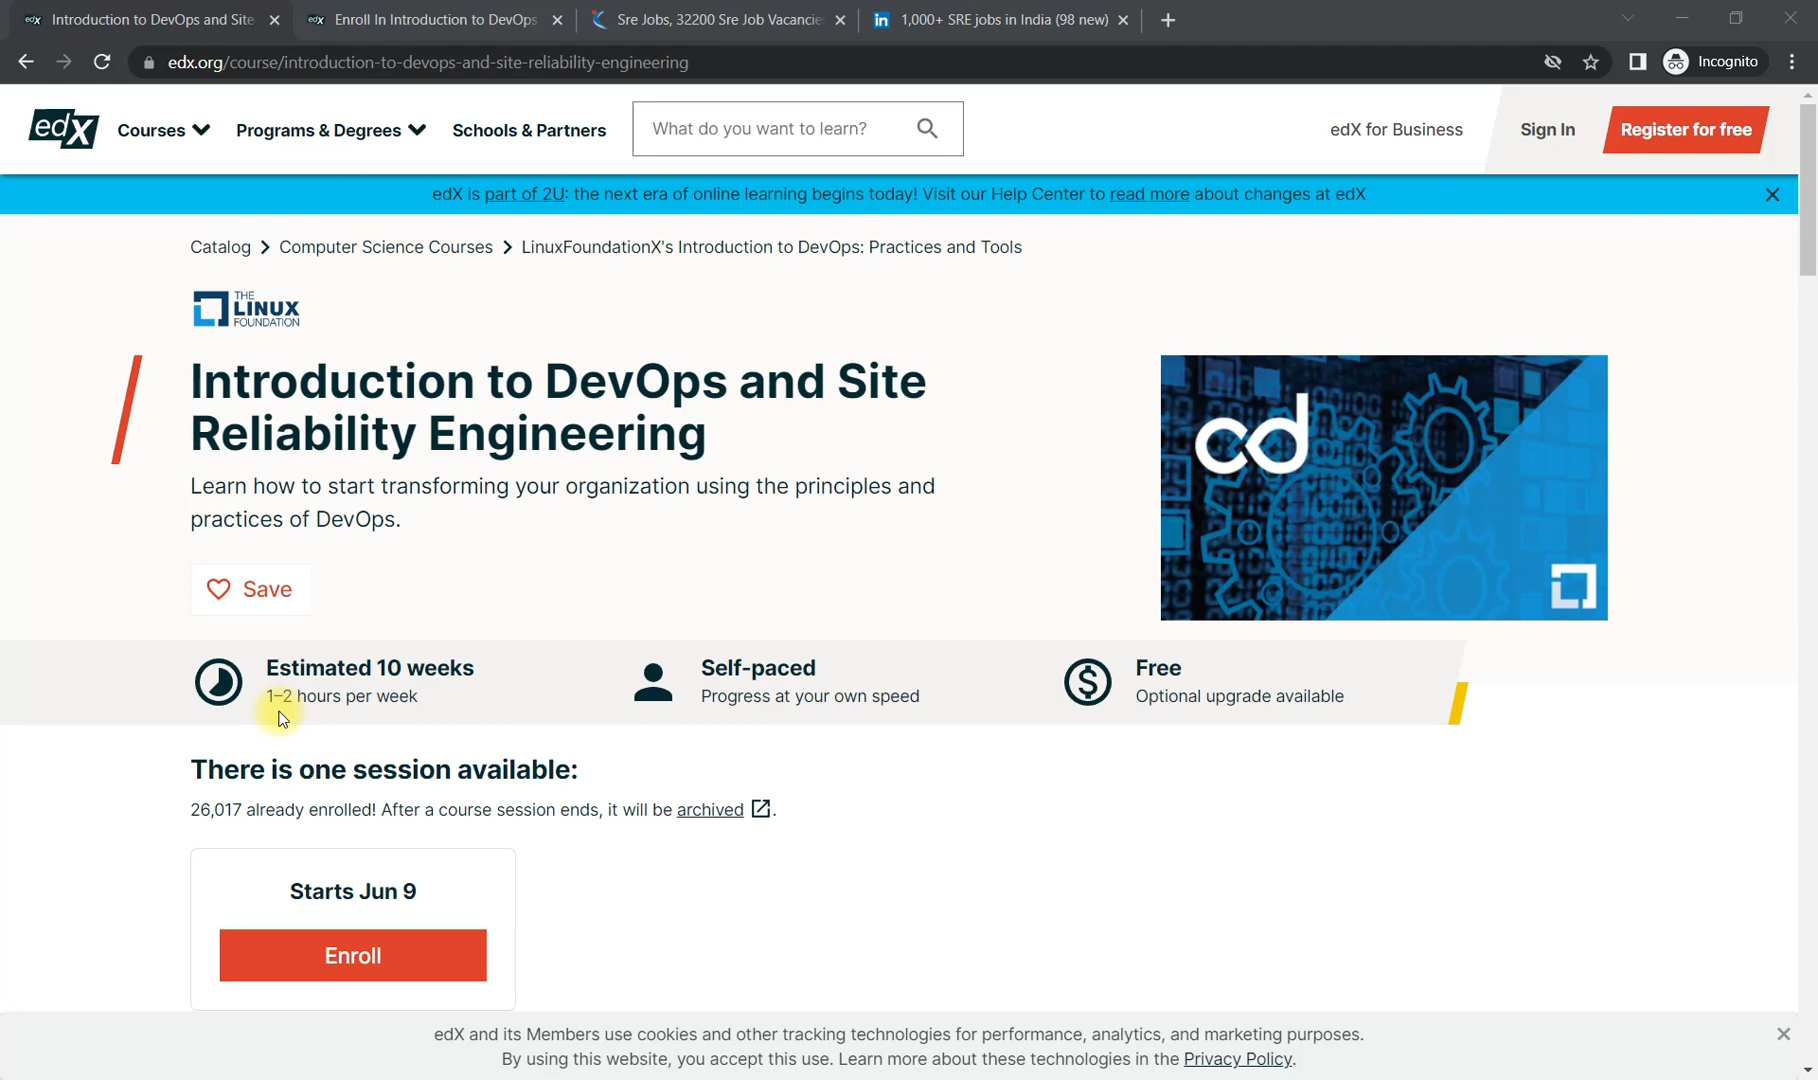 Introduction to DevOps and Site
Enroll In Introduction to DevOps
Sre Jobs, 32200 Sre Job Vacancie
in 1,000+ SRE jobs in India (98 new)
edx.org/course/introduction-to-devops-and-site-reliability-engineering
Incognito
edX
Courses
Programs & Degrees
Schools & Partners
What do you want to learn?
edX for Business
Sign In
Register for free
edX is part of 2U: the next era of online learning begins today! Visit our Help Center to read more about changes at edX
Catalog > Computer Science Courses > LinuxFoundationX's Introduction to DevOps: Practices and Tools
THE
LINUX
FOUNDATION
Introduction to DevOps and Site
Reliability Engineering
Learn how to start transforming your organization using the principles and
practices of DevOps.
cd
Save
Estimated 10 weeks
1–2 hours per week
Self-paced
Progress at your own speed
Free
Optional upgrade available
There is one session available:
26,017 already enrolled! After a course session ends, it will be archived.
Starts Jun 9
Enroll
edX and its Members use cookies and other tracking technologies for performance, analytics, and marketing purposes.
By using this website, you accept this use. Learn more about these technologies in the Privacy Policy.